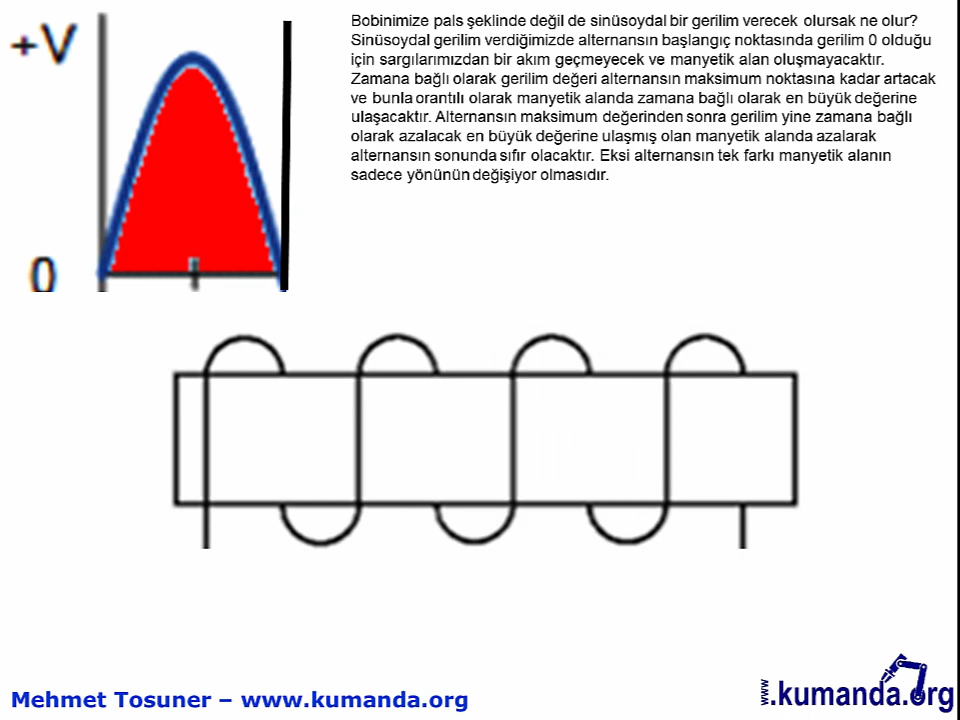 +V
0
Bobinimize pals şeklinde değil de sinüsoydal bir gerilim verecek olursak ne olur?
Sinüsoydal gerilim verdiğimizde alternansın başlangıç noktasında gerilim 0 olduğu
için sargılarımızdan bir akım geçmeyecek ve manyetik alan oluşmayacaktır.
Zamana bağlı olarak gerilim değeri alternansın maksimum noktasına kadar artacak
ve bunla orantılı olarak manyetik alanda zamana bağlı olarak en büyük değerine
ulaşacaktır. Alternansın maksimum değerinden sonra gerilim yine zamana bağlı
olarak azalacak en büyük değerine ulaşmış olan manyetik alanda azalarak
alternansın sonunda sıfır olacaktır. Eksi alternansın tek farkı manyetik alanın
sadece yönünün değişiyor olmasıdır.
Mehmet Tosuner – www.kumanda.org
www.kumanda.org